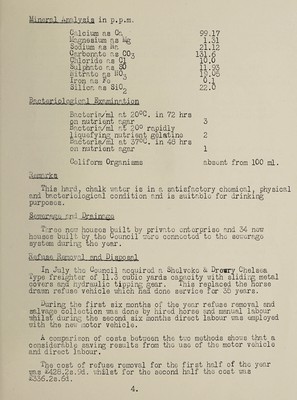 Mineral Analysis in p.p.m.
Calcium as Ca 99.17
Magnesium as Mg 1.31
Sodium as Na 21.12
Carbonate as CO3 131.6
Chloride as Cl 10.0
Sulphate as SO 11.93
Nitrate as NO3
Iron as Fe 0.1
Silica as SiO2 22.0
Bacteriological Examination
Bacteria/ml at 20°C. in 72 hrs
on nutrient agar 3
Bacteria/ml at 20° rapidly
liquefying nutrient gelatine 2
Bacteria/ml at 37°C. in 48 hrs
on nutrient agar 1
Coliform Organisms absent from 100 ml.
Remarks
This hard, chalk water is in a satisfactory chemical, physical
and bacteriological condition and is suitable for drinking
purposes.
Sewerage and Drainage
Three new houses built by private enterprise and 34 new
houses built by the Council were connected to the sewerage
system during the year.
Refuse Removal and Disposal
In July the Council acquired a Shelvoke & Drewry Chelsea
Type freighter of 11.3 cubic yards capacity with sliding metal
covers and hydraulic tipping gear. This replaced the horse
drawn refuse vehicle which had done service for 35 years.
During the first six months of the year refuse removal and
salvage collection was done by hired horse and manual labour
whilst during the second six months direct labour was employed
with the new motor vehicle.
A comparison of costs between the two methods shows that a
considerable saving results from the use of the motor vehicle
and direct labour.
The cost of refuse removal for the first half of the year
was £428.2s.9d. whilst for the second half the cost was
£336.2s.6d.
4.